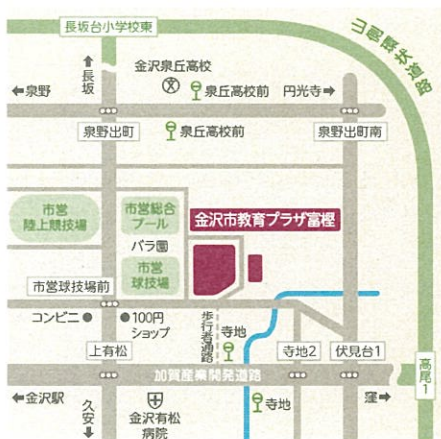 長坂台小学校東
山側環状道路
↑長坂
金沢泉丘高校
←泉野
泉丘高校前
円光寺→
泉野出町
泉丘高校前
泉野出町南
市営
陸上競技場
市営総合
プール
金沢市教育プラザ富樫
バラ園
市営
球技場
市営球技場前
コンビニ
100円
ショップ
歩行者通路
寺地
上有松
寺地2
伏見台1
加賀産業開発道路
高尾1
←金沢駅
久安↓
金沢有松
病院
寺地
窪→